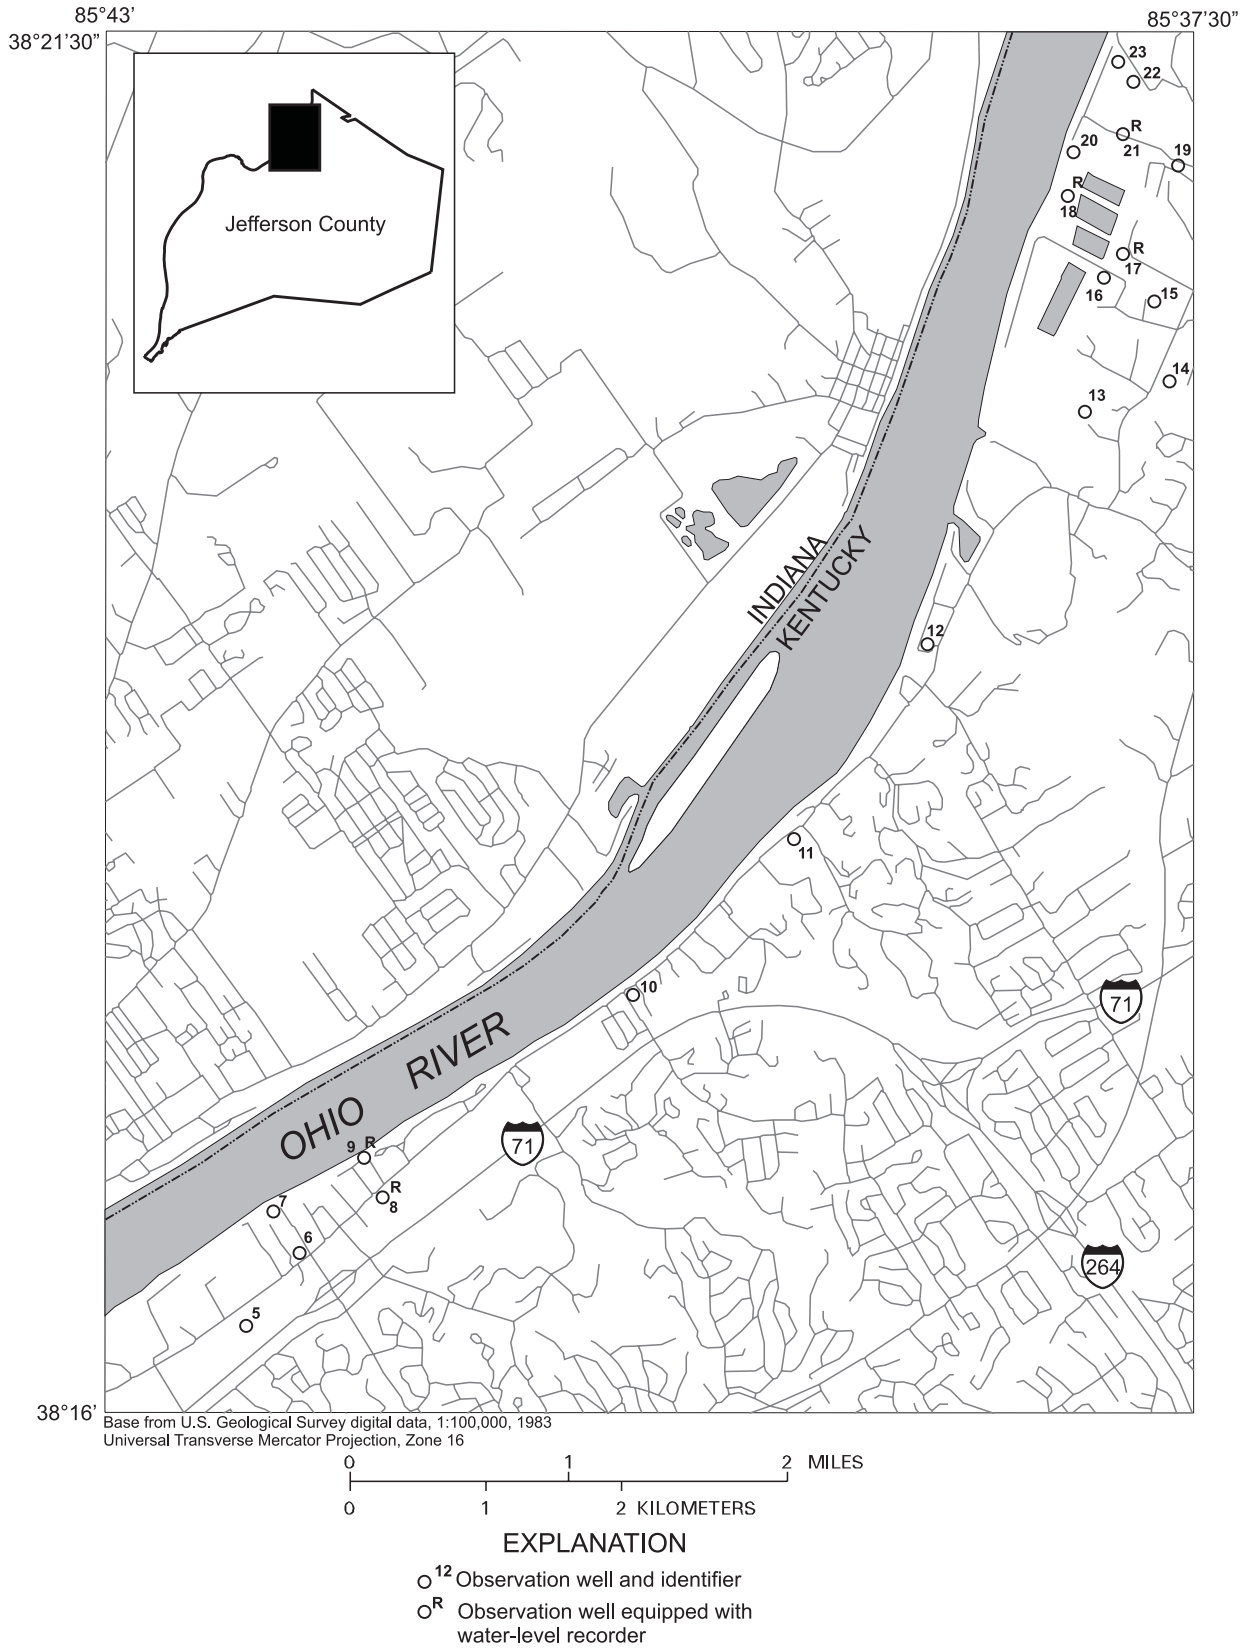 85°43’
85°37’30”
38°21’30”
Jefferson County
23
22
R
21
20
19
R
18
R
17
16
15
14
13
INDIANA
KENTUCKY
12
11
10
71
OHIO RIVER
71
9 R
R
8
7
6
264
5
38°16’
Base from U.S. Geological Survey digital data, 1:100,000, 1983
Universal Transverse Mercator Projection, Zone 16
0 1 2 MILES
0 1 2 KILOMETERS
EXPLANATION
12 Observation well and identifier
R Observation well equipped with
water-level recorder